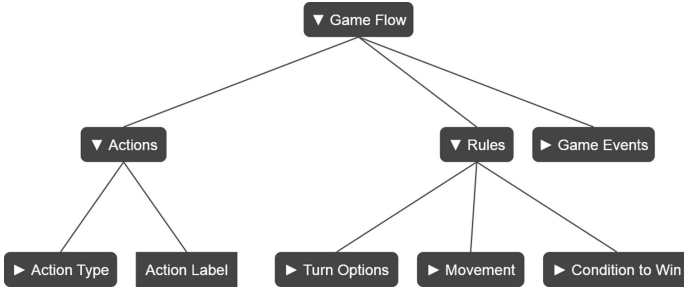 ▼ Game Flow
▼ Actions
▼ Rules
► Game Events
► Action Type
Action Label
► Turn Options
► Movement
► Condition to Win